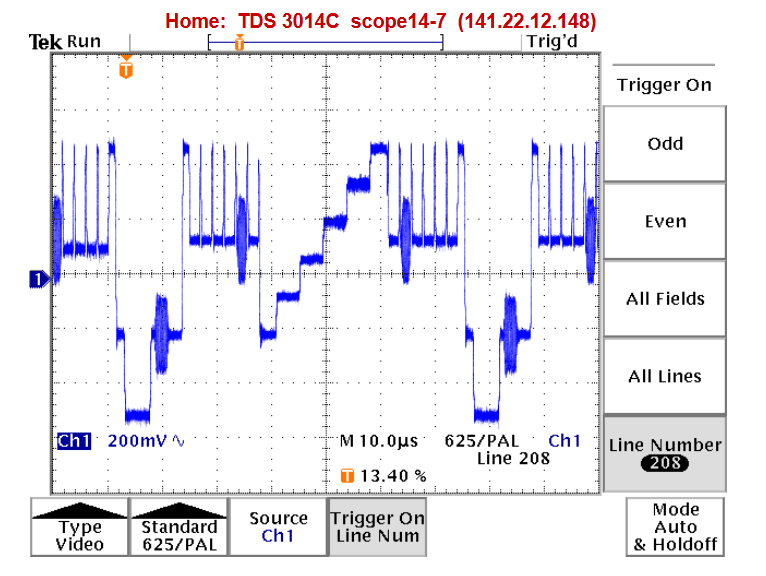 Home: TDS 3014C scope14-7 (141.22.12.148)
Tek Run
Trig'd
T
T
Trigger On
Odd
Even
1
All Fields
All Lines
Ch1 200mV∿ M 10.0µs 625/PAL Ch1
Line 208
T 13.40 %
Line Number
208
Type
Video
Standard
625/PAL
Source
Ch1
Trigger On
Line Num
Mode
Auto
& Holdoff